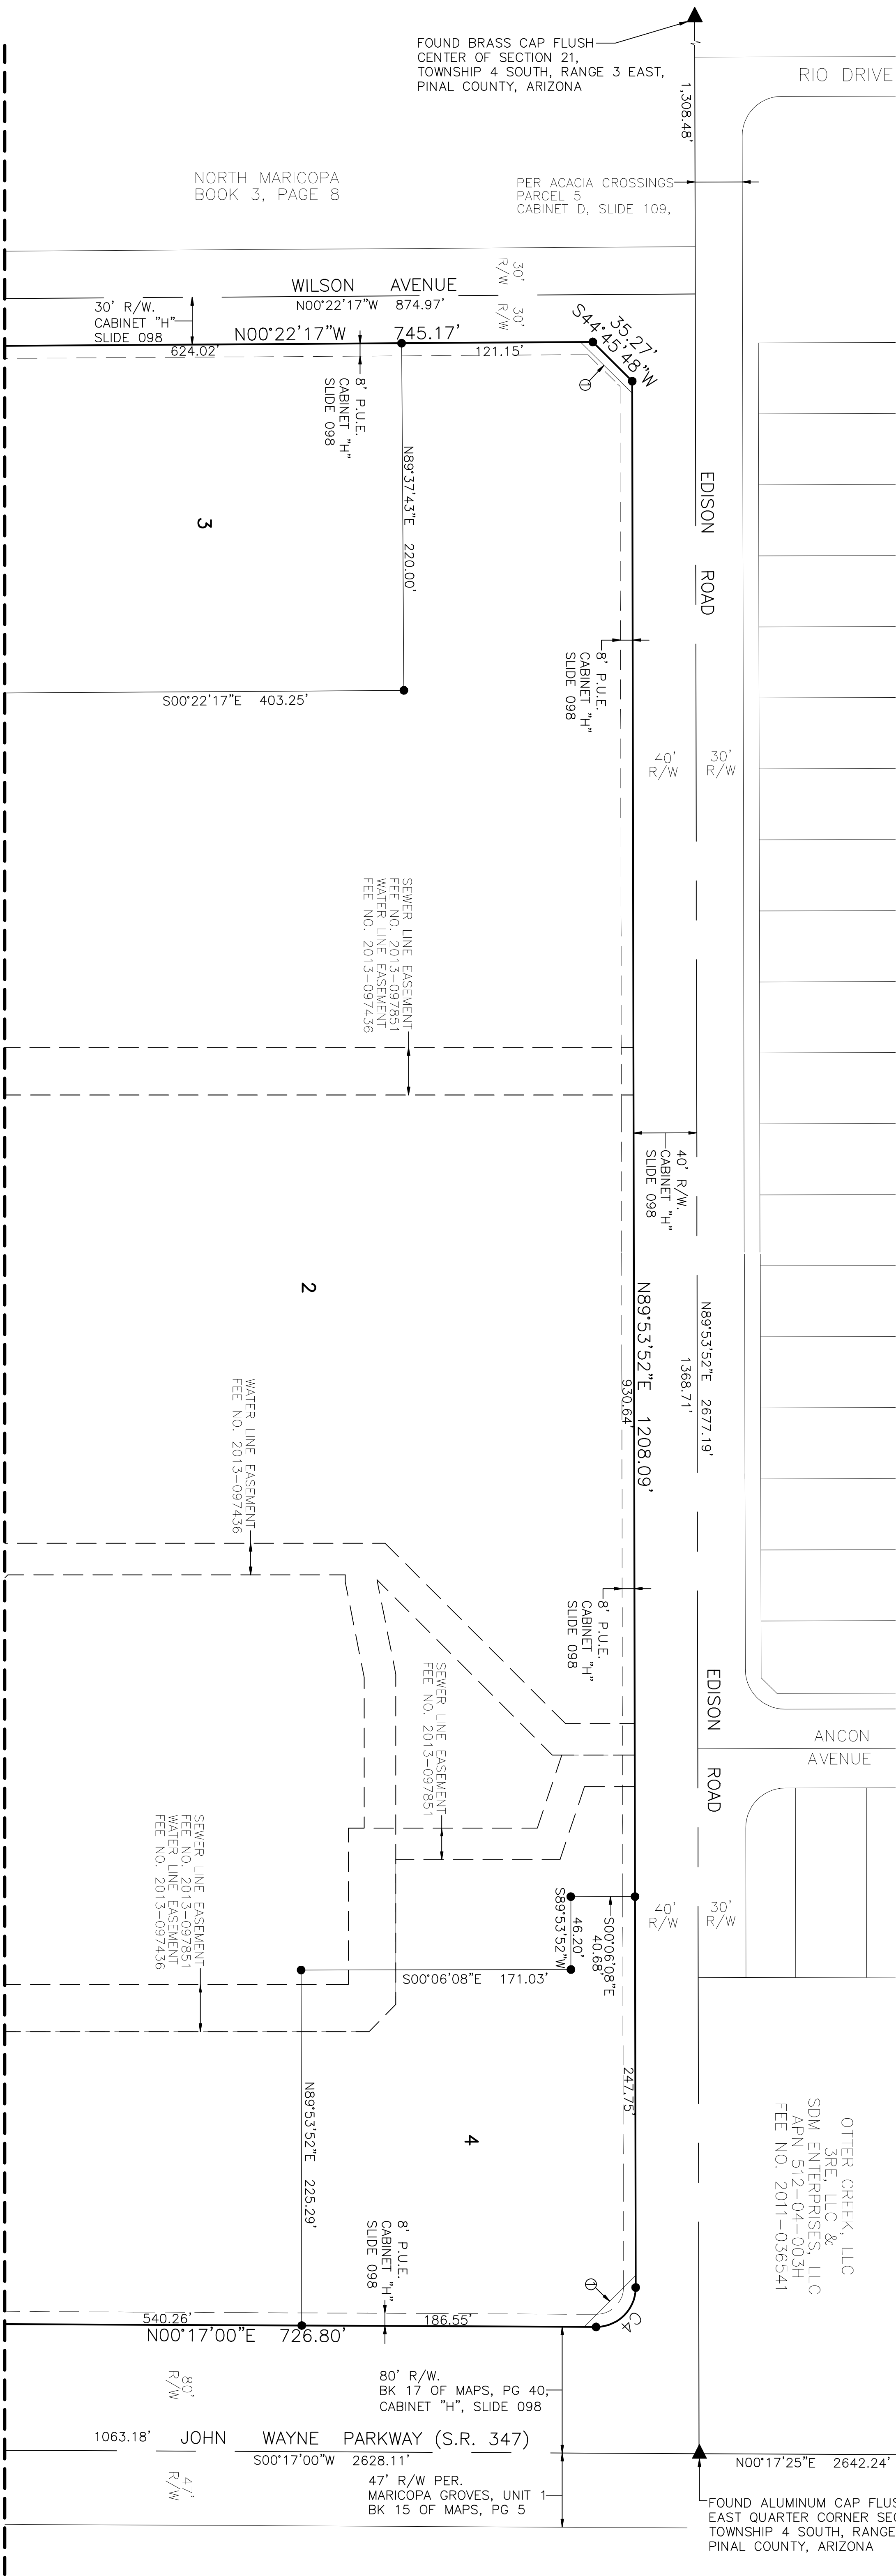 FOUND BRASS CAP FLUSH
CENTER OF SECTION 21,
TOWNSHIP 4 SOUTH, RANGE 3 EAST,
PINAL COUNTY, ARIZONA
1,308.48'
RIO DRIVE
NORTH MARICOPA
BOOK 3, PAGE 8
PER ACACIA CROSSINGS
PARCEL 5
CABINET D, SLIDE 109,
30'
R/W
WILSON AVENUE
N00°22'17"W 874.97'
30'
R/W
30' R/W.
CABINET "H"
SLIDE 098
N00°22'17"W 745.17'
624.02'
121.15'
35.27'
S44°45'48"W
1
8' P.U.E.
CABINET "H"
SLIDE 098
N89°37'43"E 220.00'
3
S00°22'17"E 403.25'
EDISON ROAD
8' P.U.E.
CABINET "H"
SLIDE 098
40'
R/W
30'
R/W
SEWER LINE EASEMENT
FEE NO. 2013-097851
WATER LINE EASEMENT
FEE NO. 2013-097436
40' R/W.
CABINET "H"
SLIDE 098
2
N89°53'52"E 1208.09'
930.64'
N89°53'52"E 2677.19'
1368.71'
WATER LINE EASEMENT
FEE NO. 2013-097436
8' P.U.E.
CABINET "H"
SLIDE 098
SEWER LINE EASEMENT
FEE NO. 2013-097851
EDISON ROAD
ANCON
AVENUE
SEWER LINE EASEMENT
FEE NO. 2013-097851
WATER LINE EASEMENT
FEE NO. 2013-097436
S00°06'08"E
40.68'
46.20'
S89°53'52"W
S00°06'08"E 171.03'
40'
R/W
30'
R/W
247.75'
N89°53'52"E 225.29'
4
OTTER CREEK, LLC
3RE, LLC &
SDM ENTERPRISES, LLC
APN 512-04-003H
FEE NO. 2011-036541
8' P.U.E.
CABINET "H"
SLIDE 098
1
C4
540.26'
186.55'
N00°17'00"E 726.80'
80'
R/W
80' R/W.
BK 17 OF MAPS, PG 40,
CABINET "H", SLIDE 098
1063.18' JOHN WAYNE PARKWAY (S.R. 347)
S00°17'00"W 2628.11'
N00°17'25"E 2642.24'
47'
R/W
47' R/W PER.
MARICOPA GROVES, UNIT 1
BK 15 OF MAPS, PG 5
FOUND ALUMINUM CAP FLUS
EAST QUARTER CORNER SEC
TOWNSHIP 4 SOUTH, RANGE
PINAL COUNTY, ARIZONA